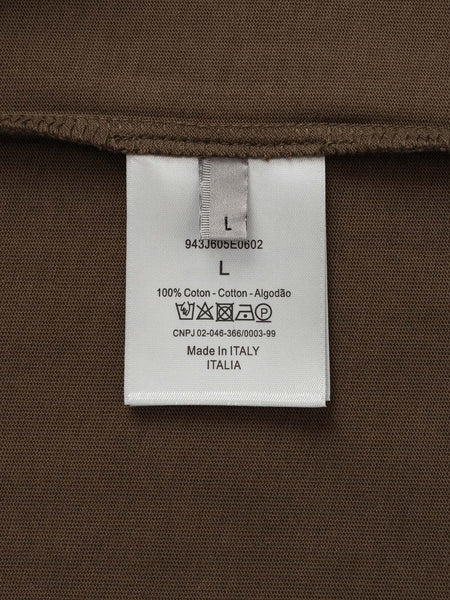 L
943J605E0602
L
100% Coton - Cotton - Algodão
P
CNPJ 02-046-366/0003-99
Made In ITALY
ITALIA